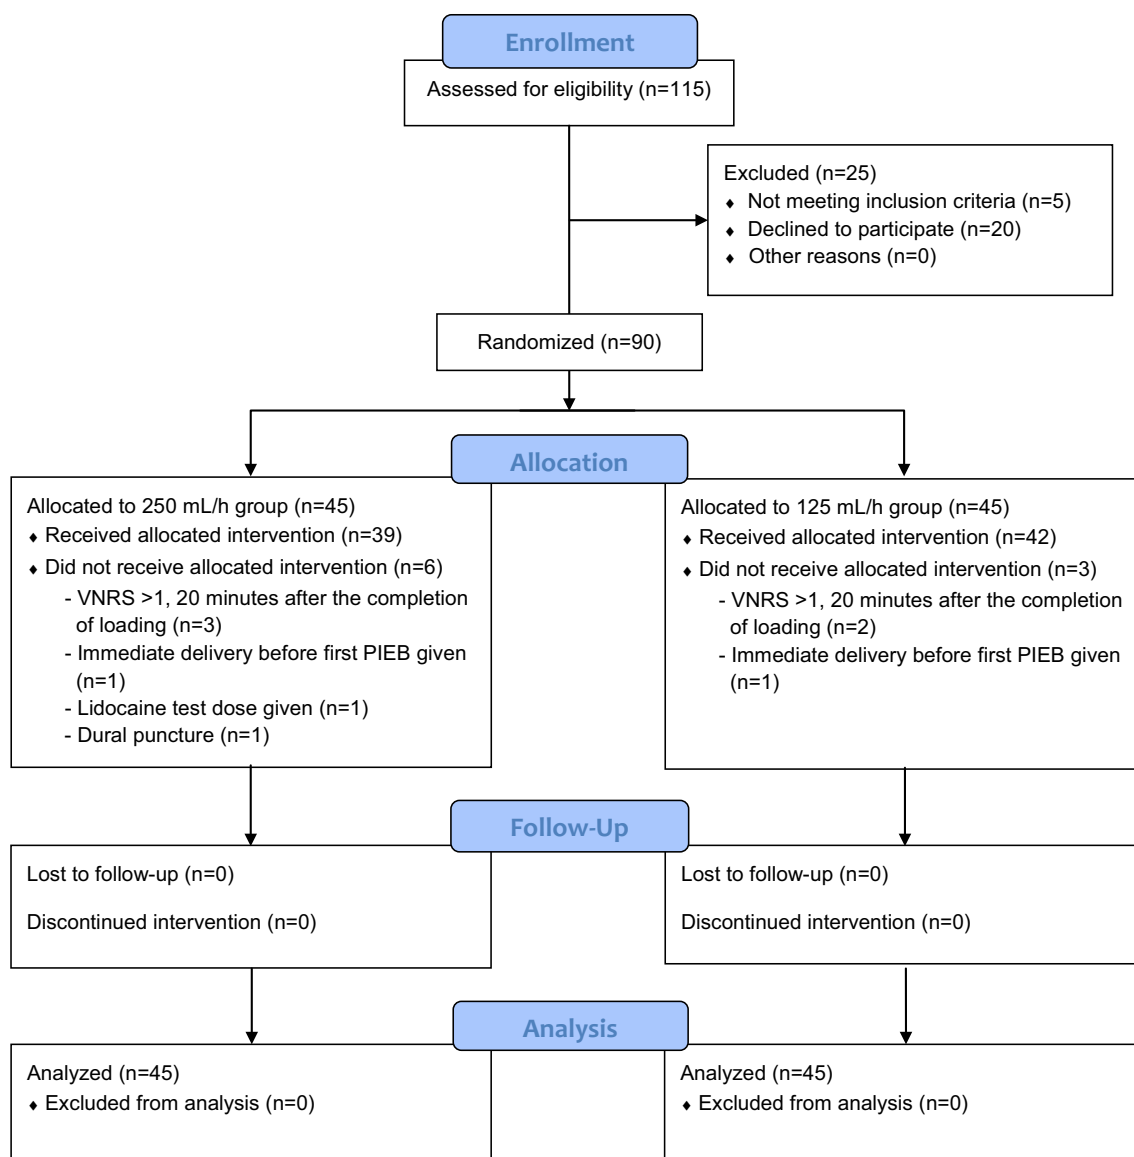 Enrollment
Assessed for eligibility (n=115)
Excluded (n=25)
♦ Not meeting inclusion criteria (n=5)
♦ Declined to participate (n=20)
♦ Other reasons (n=0)
Randomized (n=90)
Allocation
Allocated to 250 mL/h group (n=45)
♦ Received allocated intervention (n=39)
♦ Did not receive allocated intervention (n=6)
- VNRS >1, 20 minutes after the completion
of loading (n=3)
- Immediate delivery before first PIEB given
(n=1)
- Lidocaine test dose given (n=1)
- Dural puncture (n=1)
Allocated to 125 mL/h group (n=45)
♦ Received allocated intervention (n=42)
♦ Did not receive allocated intervention (n=3)
- VNRS >1, 20 minutes after the completion
of loading (n=2)
- Immediate delivery before first PIEB given
(n=1)
Follow-Up
Lost to follow-up (n=0)
Discontinued intervention (n=0)
Lost to follow-up (n=0)
Discontinued intervention (n=0)
Analysis
Analyzed (n=45)
♦ Excluded from analysis (n=0)
Analyzed (n=45)
♦ Excluded from analysis (n=0)